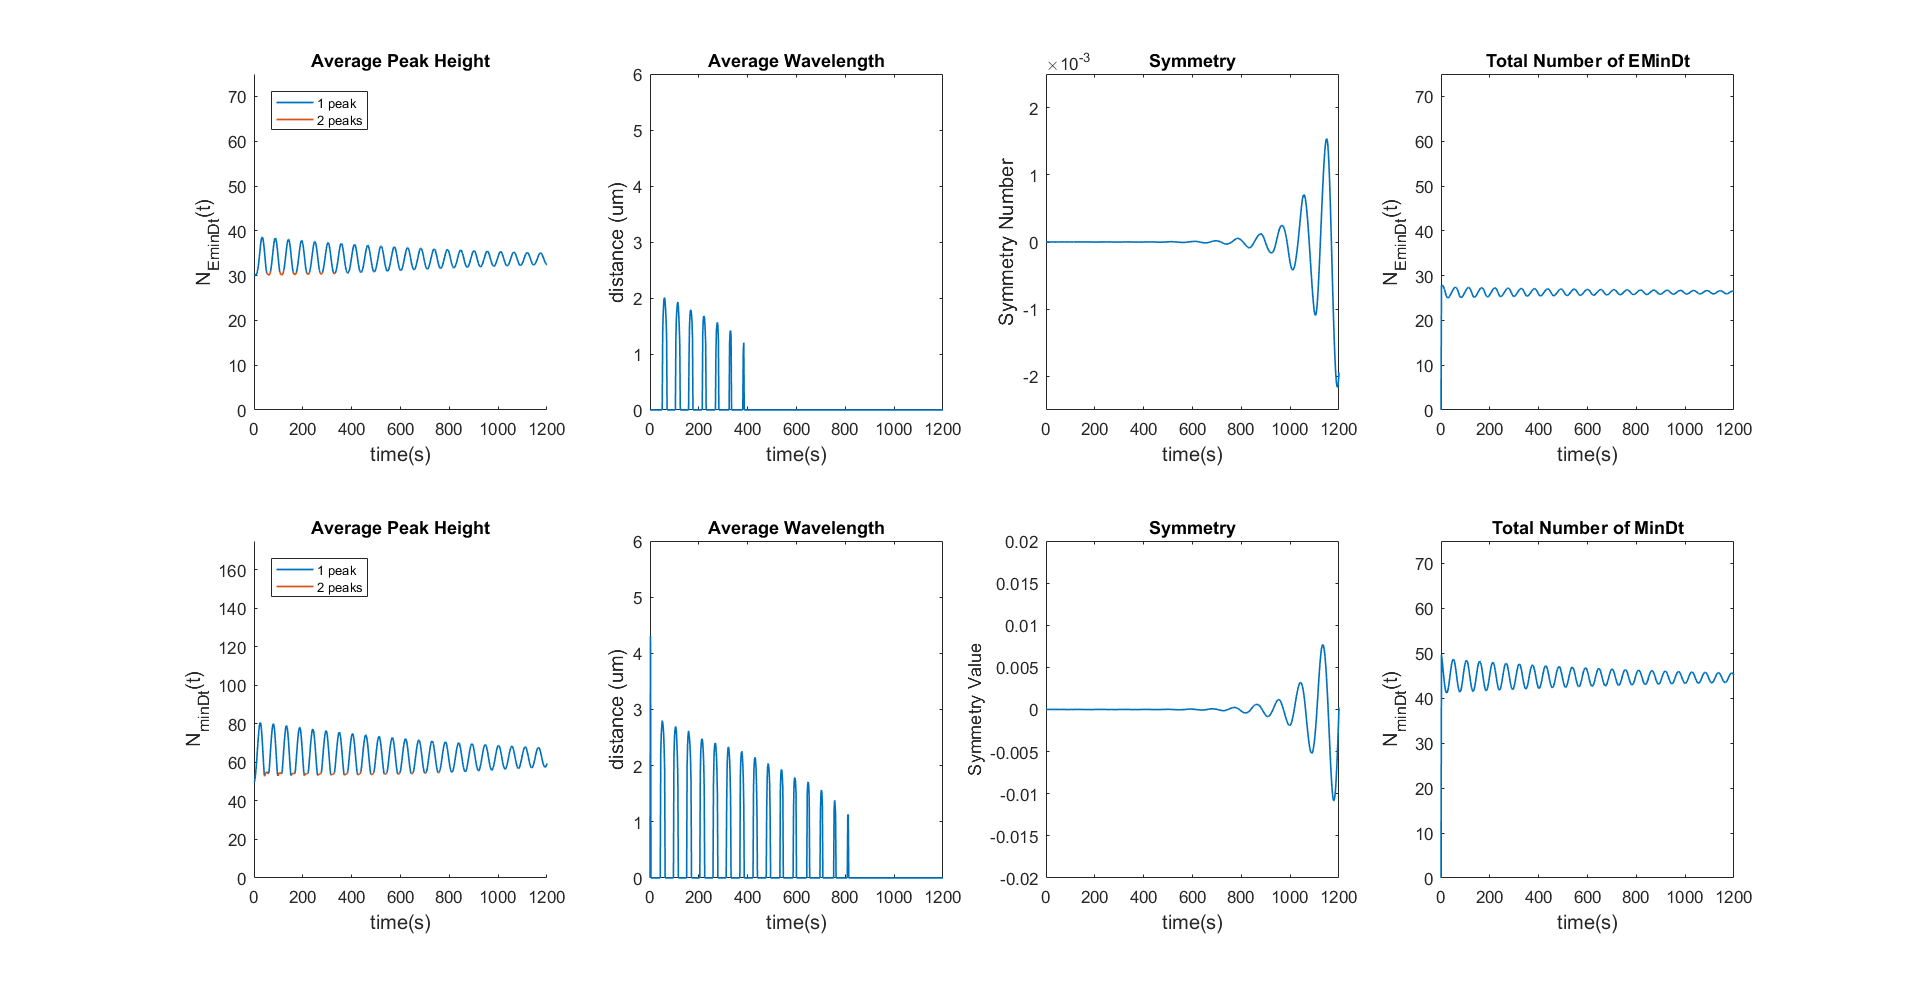 Average Peak Height
N_EminDt(t)
70
60
50
40
30
20
10
0
1 peak
2 peaks
0 200 400 600 800 1000 1200
time(s)
Average Wavelength
distance (um)
6
5
4
3
2
1
0
0 200 400 600 800 1000 1200
time(s)
Symmetry
×10^-3
Symmetry Number
2
1
0
-1
-2
0 200 400 600 800 1000 1200
time(s)
Total Number of EMinDt
N_EminDt(t)
70
60
50
40
30
20
10
0
0 200 400 600 800 1000 1200
time(s)
Average Peak Height
N_minDt(t)
160
140
120
100
80
60
40
20
0
1 peak
2 peaks
0 200 400 600 800 1000 1200
time(s)
Average Wavelength
distance (um)
6
5
4
3
2
1
0
0 200 400 600 800 1000 1200
time(s)
Symmetry
Symmetry Value
0.02
0.015
0.01
0.005
0
-0.005
-0.01
-0.015
-0.02
0 200 400 600 800 1000 1200
time(s)
Total Number of MinDt
N_minDt(t)
70
60
50
40
30
20
10
0
0 200 400 600 800 1000 1200
time(s)